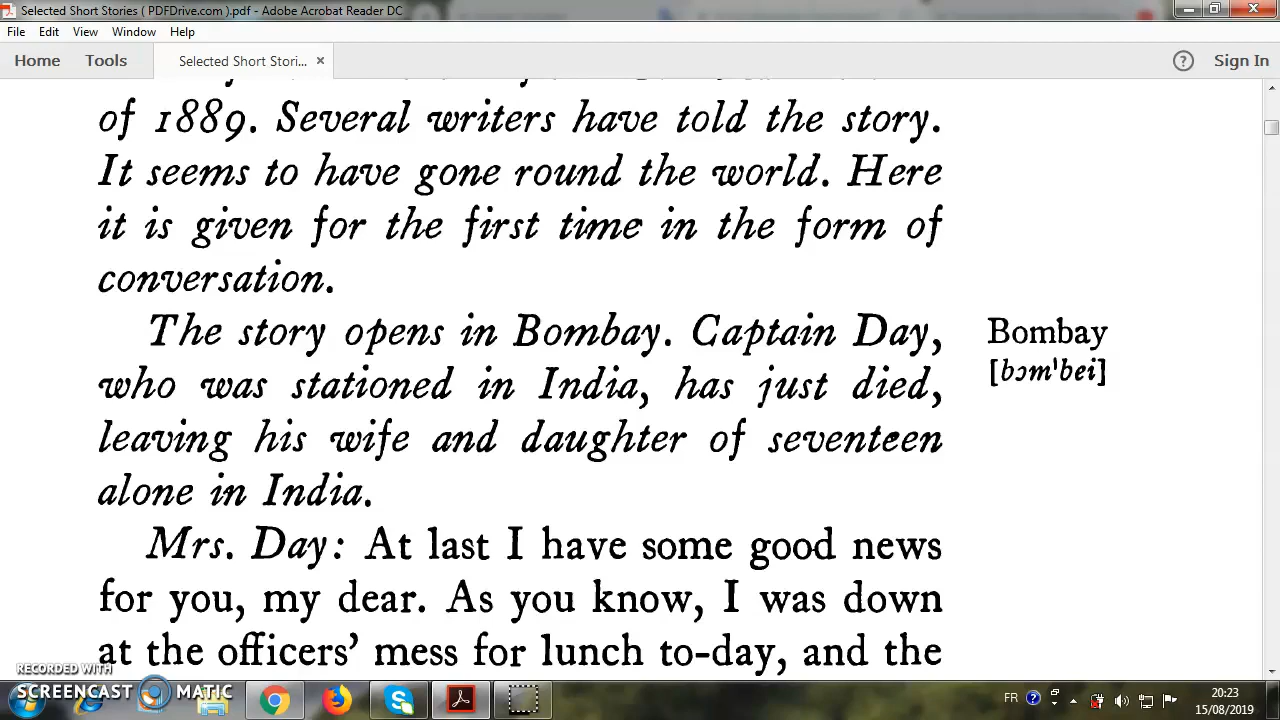 Selected Short Stories ( PDFDrive.com ).pdf - Adobe Acrobat Reader DC
File Edit View Window Help
Home Tools Selected Short Stori... × ? Sign In
of 1889. Several writers have told the story.
It seems to have gone round the world. Here
it is given for the first time in the form of
conversation.
The story opens in Bombay. Captain Day,
Bombay
who was stationed in India, has just died,
[bɔm'bei]
leaving his wife and daughter of seventeen
alone in India.
Mrs. Day: At last I have some good news
for you, my dear. As you know, I was down
at the officers' mess for lunch to-day, and the
RECORDED WITH
SCREENCAST MATIC
FR
20:23
15/08/2019